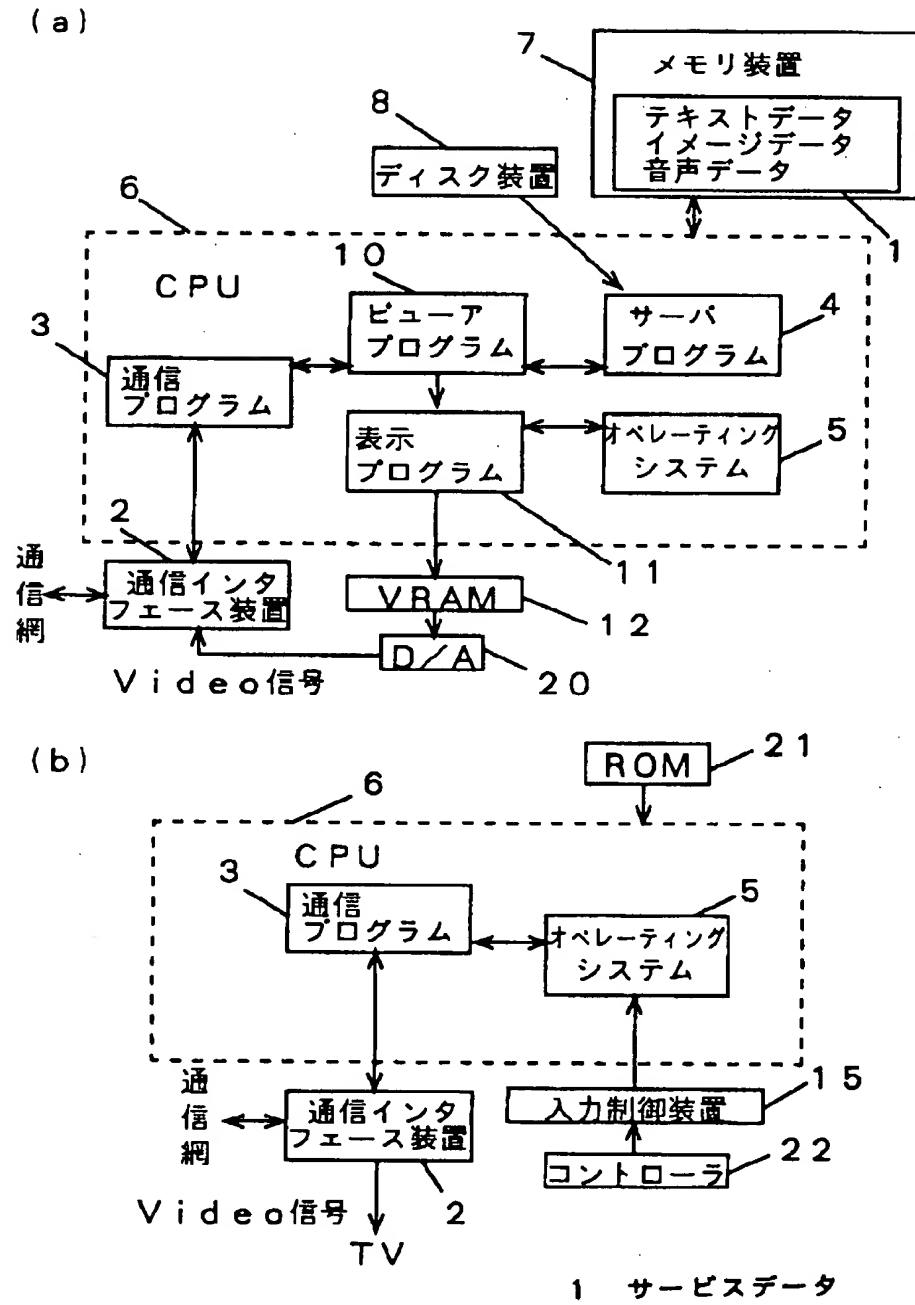 (a)
7
メモリ装置
テキストデータ
イメージデータ
音声データ
1
8
ディスク装置
6
CPU
10
ビューア
プログラム
サーバ
プログラム
4
3
通信
プログラム
表示
プログラム
オペレーティング
システム
5
2
通信網
通信インタ
フェース装置
11
VRAM
12
D/A
20
Video信号
(b)
ROM
21
6
CPU
3
通信
プログラム
5
オペレーティング
システム
通信網
通信インタ
フェース装置
2
入力制御装置
15
コントローラ
22
Video信号
TV
1 サービスデータ